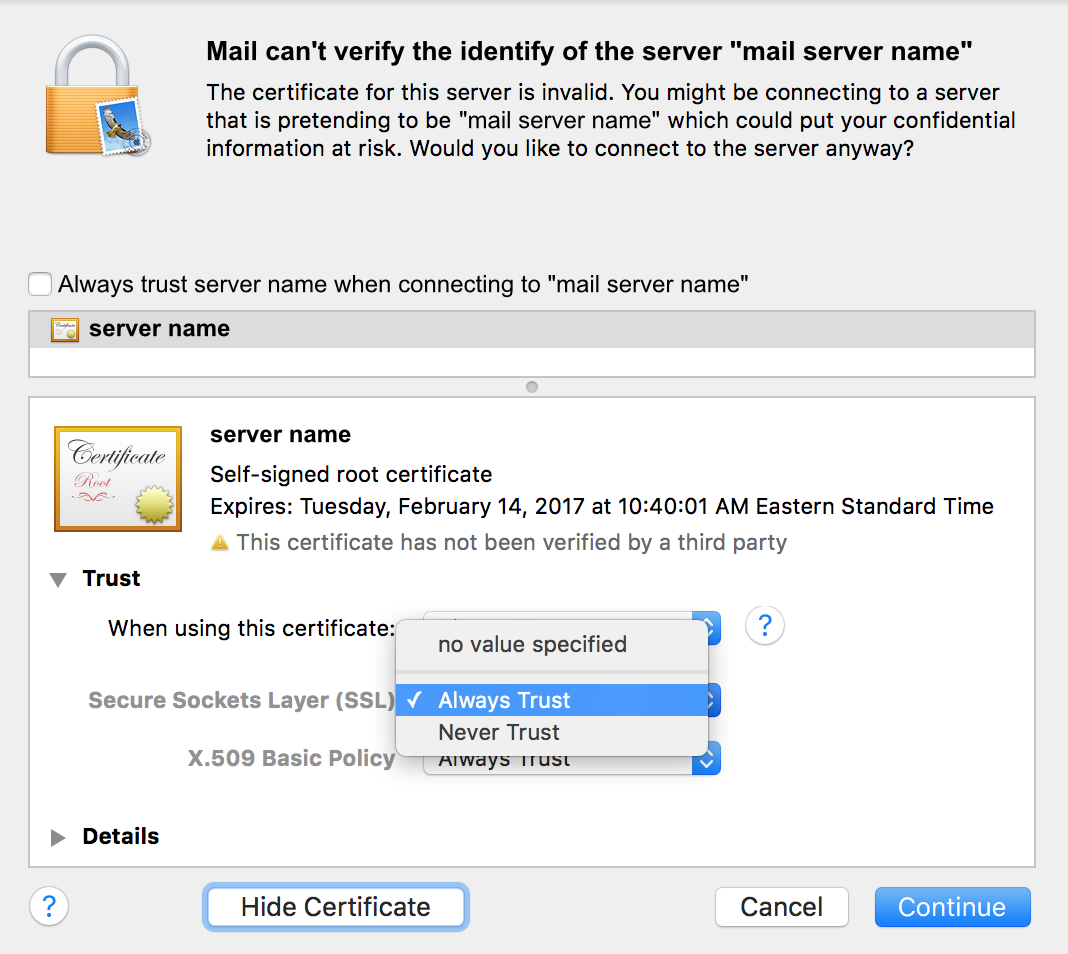 Mail can't verify the identify of the server "mail server name"
The certificate for this server is invalid. You might be connecting to a server
that is pretending to be "mail server name" which could put your confidential
information at risk. Would you like to connect to the server anyway?
Always trust server name when connecting to "mail server name"
server name
Certificate
Root
server name
Self-signed root certificate
Expires: Tuesday, February 14, 2017 at 10:40:01 AM Eastern Standard Time
This certificate has not been verified by a third party
Trust
When using this certificate:
?
no value specified
Secure Sockets Layer (SSL)
✓ Always Trust
Never Trust
X.509 Basic Policy
Always Trust
Details
?
Hide Certificate
Cancel
Continue